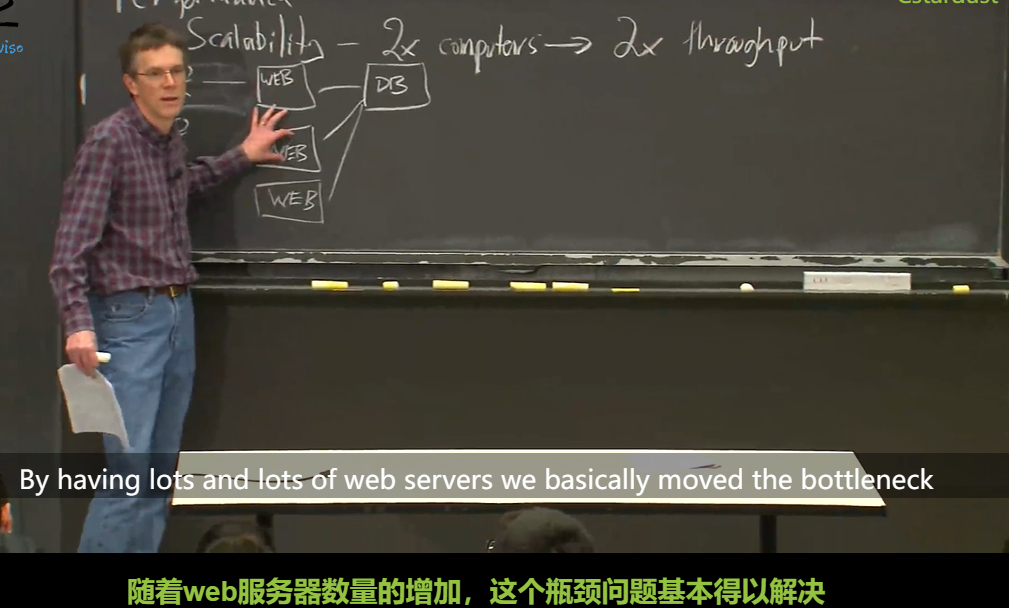 Performance
Scalability — 2x computers → 2x throughput
WEB
DB
WEB
WEB
By having lots and lots of web servers we basically moved the bottleneck
随着web服务器数量的增加，这个瓶颈问题基本得以解决